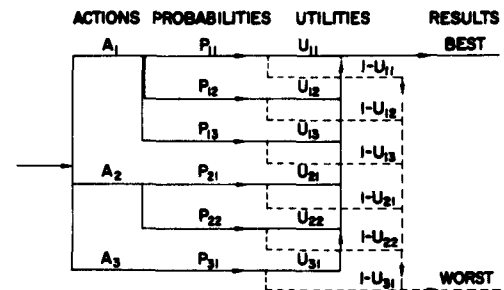 ACTIONS PROBABILITIES UTILITIES RESULTS
A₁ P₁₁ U₁₁ BEST
1-U₁₁
P₁₂ U₁₂
1-U₁₂
P₁₃ U₁₃
1-U₁₃
A₂ P₂₁ U₂₁
1-U₂₁
P₂₂ U₂₂
1-U₂₂
A₃ P₃₁ U₃₁
1-U₃₁ WORST